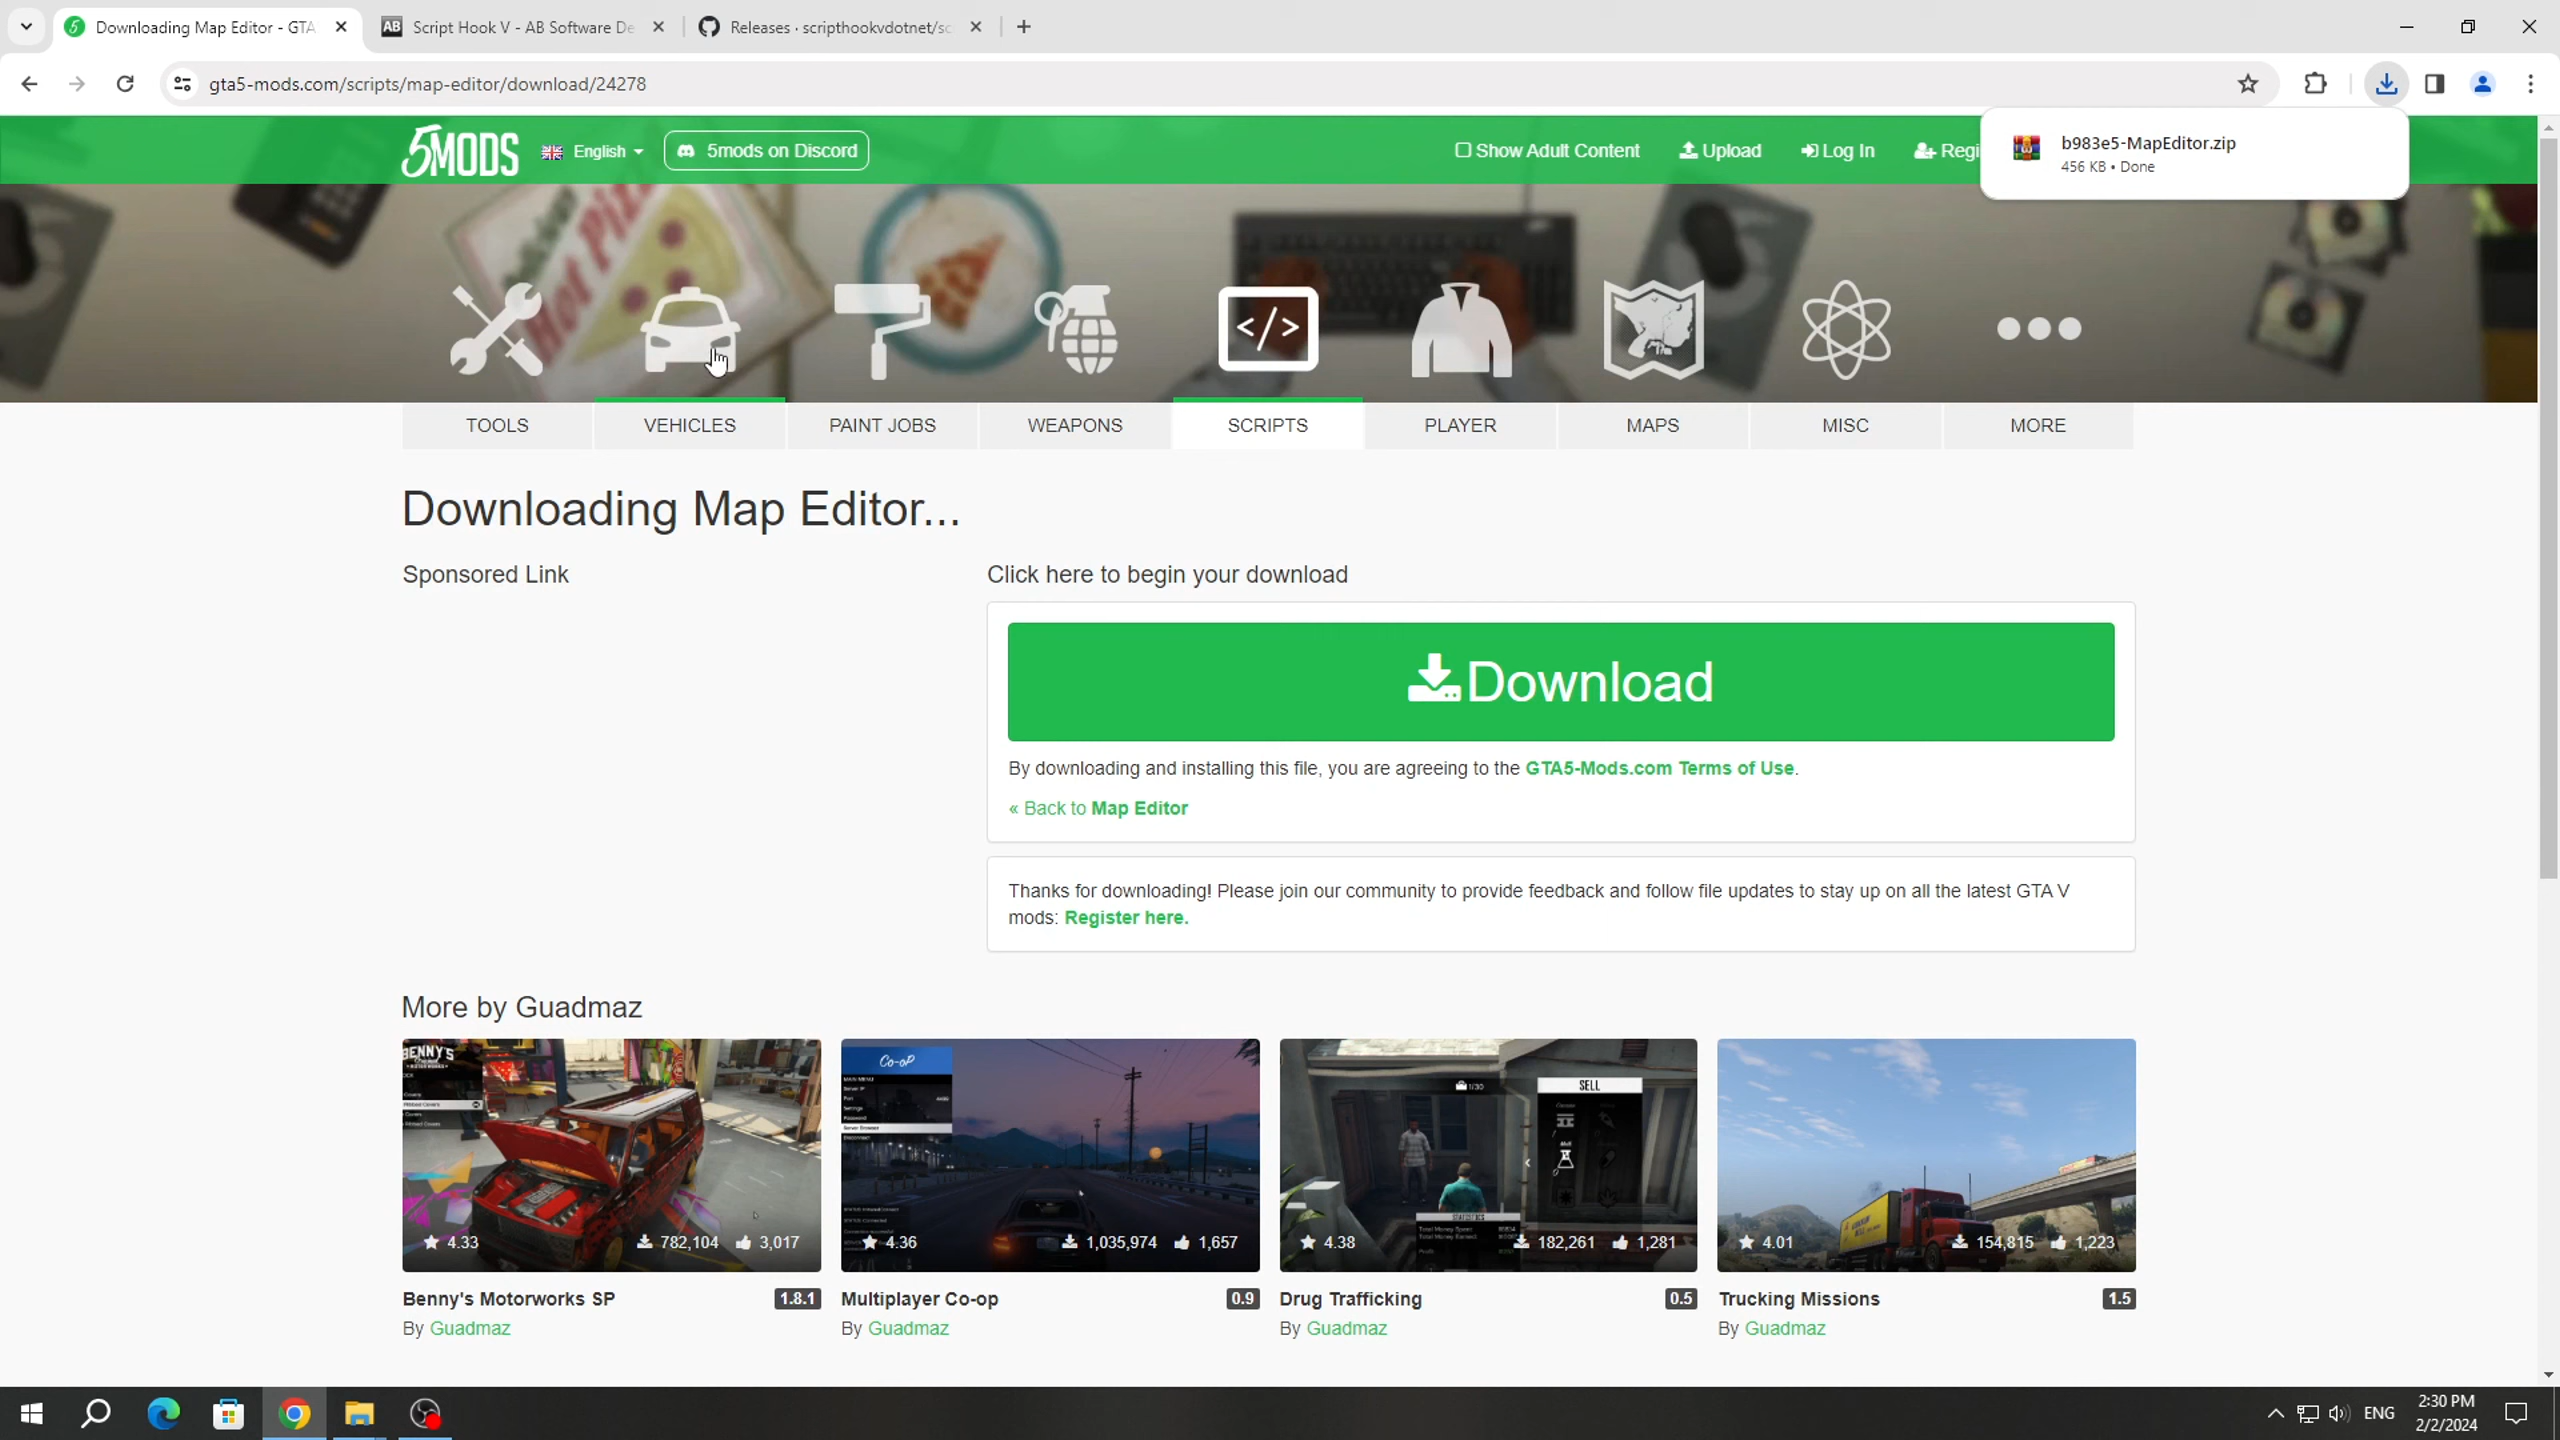 Downloading Map Editor - GTA
Script Hook V - AB Software De
Releases · scripthookvdotnet/sc
gta5-mods.com/scripts/map-editor/download/24278
5MODS
English
5mods on Discord
Show Adult Content
Upload
Log In
Regi
b983e5-MapEditor.zip
456 KB • Done
TOOLS
VEHICLES
PAINT JOBS
WEAPONS
SCRIPTS
PLAYER
MAPS
MISC
MORE
Downloading Map Editor...
Sponsored Link
Click here to begin your download
Download
By downloading and installing this file, you are agreeing to the GTA5-Mods.com Terms of Use.
« Back to Map Editor
Thanks for downloading! Please join our community to provide feedback and follow file updates to stay up on all the latest GTA V
mods: Register here.
More by Guadmaz
BENNY'S
Co-oP
MAIN MENU
1/30
SELL
4.33
782,104
3,017
4.36
1,035,974
1,657
4.38
182,261
1,281
4.01
154,815
1,223
Benny's Motorworks SP
1.8.1
Multiplayer Co-op
0.9
Drug Trafficking
0.5
Trucking Missions
1.5
By Guadmaz
By Guadmaz
By Guadmaz
By Guadmaz
ENG
2:30 PM
2/2/2024